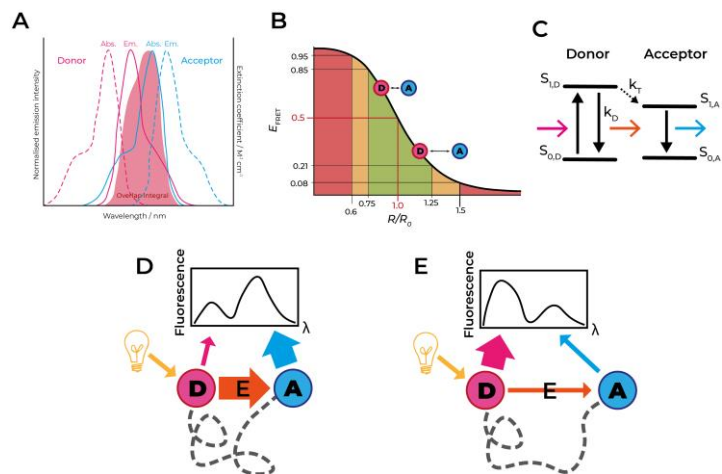 A
Abs. Em. Abs. Em.
Donor
Acceptor
Normalised emission intensity
Extinction coefficient / M¹ cm⁻¹
Overlap Integral
Wavelength / nm
B
0.95
0.85
0.5
0.21
0.08
E_FRET
D A
D A
0.6 0.75 1.0 1.25 1.5
R/R₀
C
Donor Acceptor
S₁,D
k_T
S₁,A
k_D
S₀,D
S₀,A
D
Fluorescence
λ
D E A
E
Fluorescence
λ
D E A